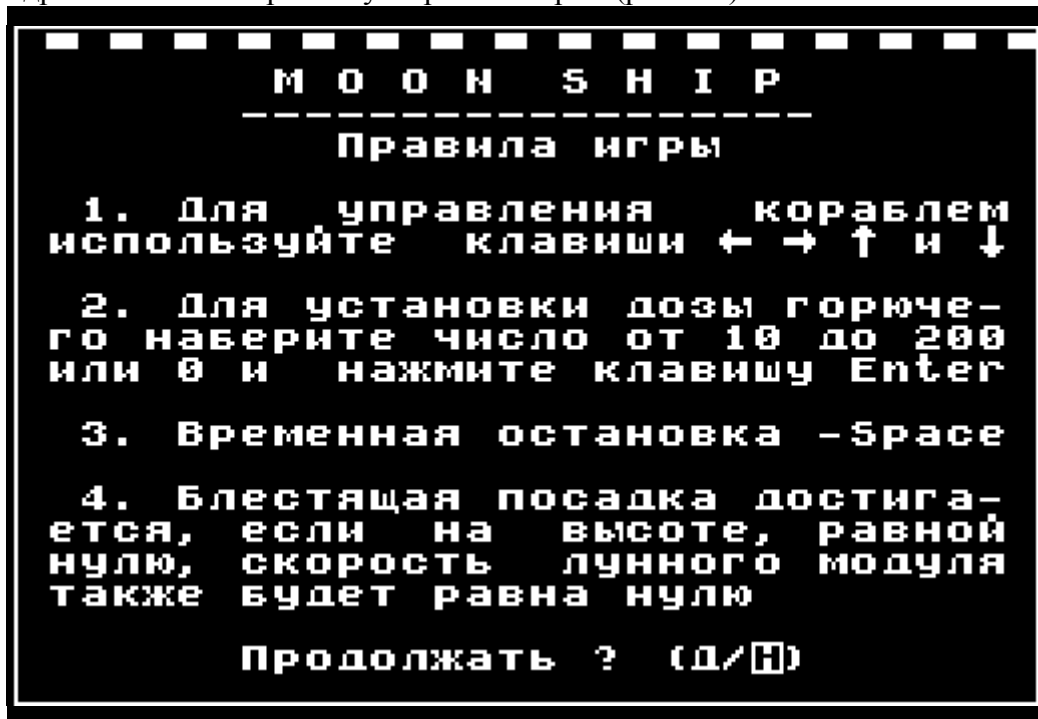 M O O N  S H I P
------------------
Правила игры
1. Для управления кораблем
используйте клавиши ← → ↑ и ↓
2. Для установки дозы горюче-
го наберите число от 10 до 200
или 0 и нажмите клавишу Enter
3. Временная остановка -Space
4. Блестящая посадка достига-
ется, если на высоте, равной
нулю, скорость лунного модуля
также будет равна нулю
Продолжать ? (Д/Н)